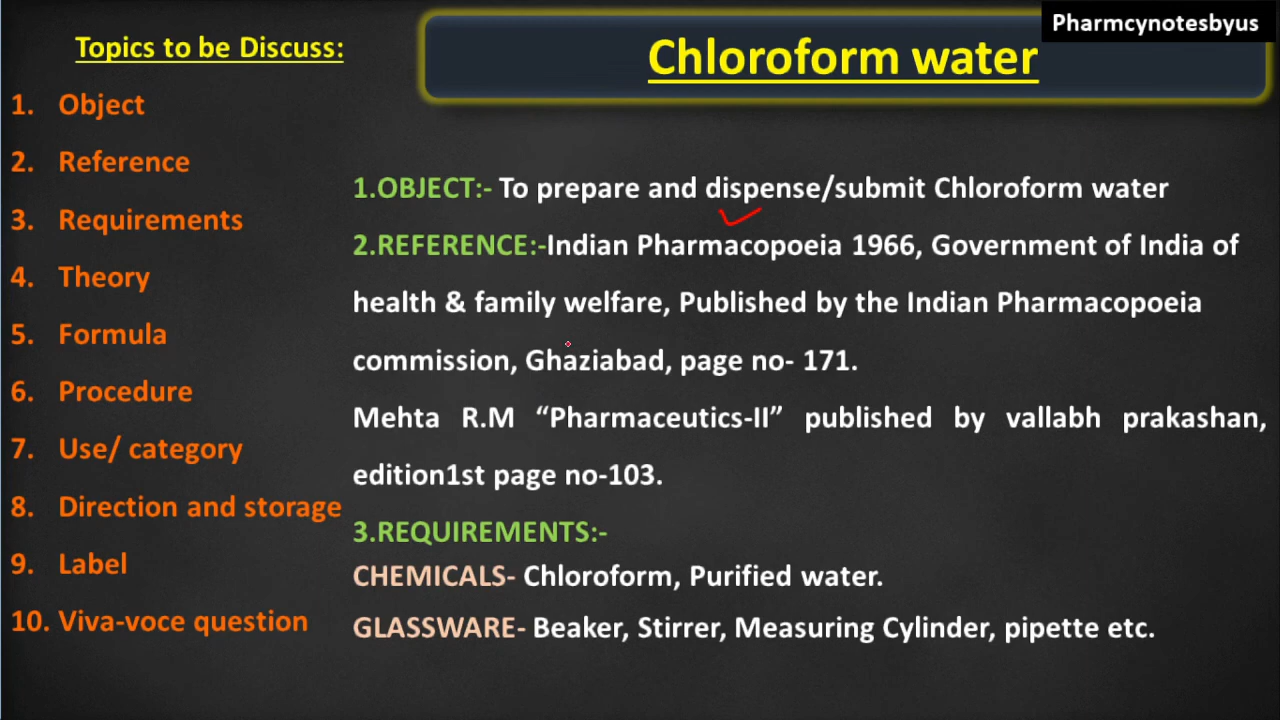 Pharmcynotesbyus
Topics to be Discuss:
1. Object
2. Reference
3. Requirements
4. Theory
5. Formula
6. Procedure
7. Use/ category
8. Direction and storage
9. Label
10. Viva-voce question
Chloroform water
1.OBJECT:- To prepare and dispense/submit Chloroform water
2.REFERENCE:-Indian Pharmacopoeia 1966, Government of India of
health & family welfare, Published by the Indian Pharmacopoeia
commission, Ghaziabad, page no- 171.
Mehta R.M “Pharmaceutics-II” published by vallabh prakashan,
edition1st page no-103.
3.REQUIREMENTS:-
CHEMICALS- Chloroform, Purified water.
GLASSWARE- Beaker, Stirrer, Measuring Cylinder, pipette etc.